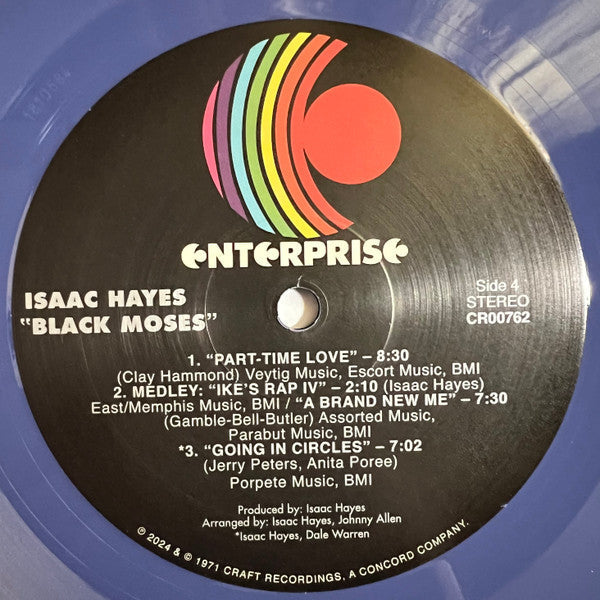 ENTERPRISE
ISAAC HAYES
"BLACK MOSES"
Side 4
STEREO
CR00762
1. "PART-TIME LOVE" – 8:30
(Clay Hammond) Veytig Music, Escort Music, BMI
2. MEDLEY: "IKE'S RAP IV" – 2:10 (Isaac Hayes)
East/Memphis Music, BMI / "A BRAND NEW ME" – 7:30
(Gamble-Bell-Butler) Assorted Music,
Parabut Music, BMI
*3. "GOING IN CIRCLES" – 7:02
(Jerry Peters, Anita Poree)
Porpete Music, BMI
Produced by: Isaac Hayes
Arranged by: Isaac Hayes, Johnny Allen
*Isaac Hayes, Dale Warren
℗ 2024 & © 1971 CRAFT RECORDINGS, A CONCORD COMPANY.